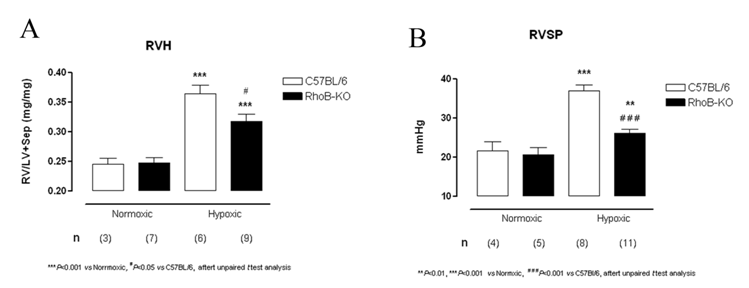 A
RVH
RV/LV+Sep (mg/mg)
0.40
0.35
0.30
0.25
0.20
***
#
***
C57BL/6
RhoB-KO
Normoxic
Hypoxic
n (3) (7) (6) (9)
***P<0.001 vs Norrmoxic, #P<0.05 vs C57BL/6, aftert unpaired t test analysis
B
RVSP
mmHg
40
30
20
10
***
**
###
C57BL/6
RhoB-KO
Normoxic
Hypoxic
n (4) (5) (8) (11)
**P<0.01, ***P<0.001 vs Normxic, ###P<0.001 vs C57Bl/6, aftert unpaired t test analysis